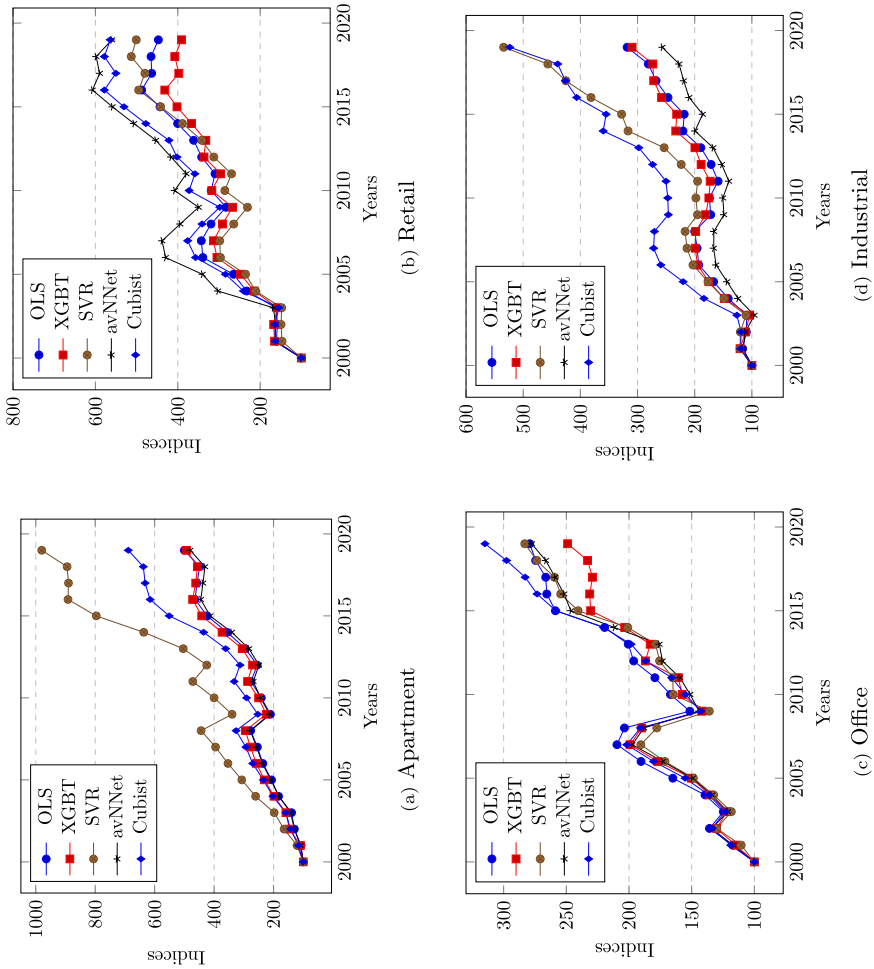 1000
800
600
400
200
Indices
2000
2005
2010
2015
2020
Years
OLS
XGBT
SVR
avNNet
Cubist
(a) Apartment
800
600
400
200
Indices
2000
2005
2010
2015
2020
Years
OLS
XGBT
SVR
avNNet
Cubist
(b) Retail
300
250
200
150
100
Indices
2000
2005
2010
2015
2020
Years
OLS
XGBT
SVR
avNNet
Cubist
(c) Office
600
500
400
300
200
100
Indices
2000
2005
2010
2015
2020
Years
OLS
XGBT
SVR
avNNet
Cubist
(d) Industrial